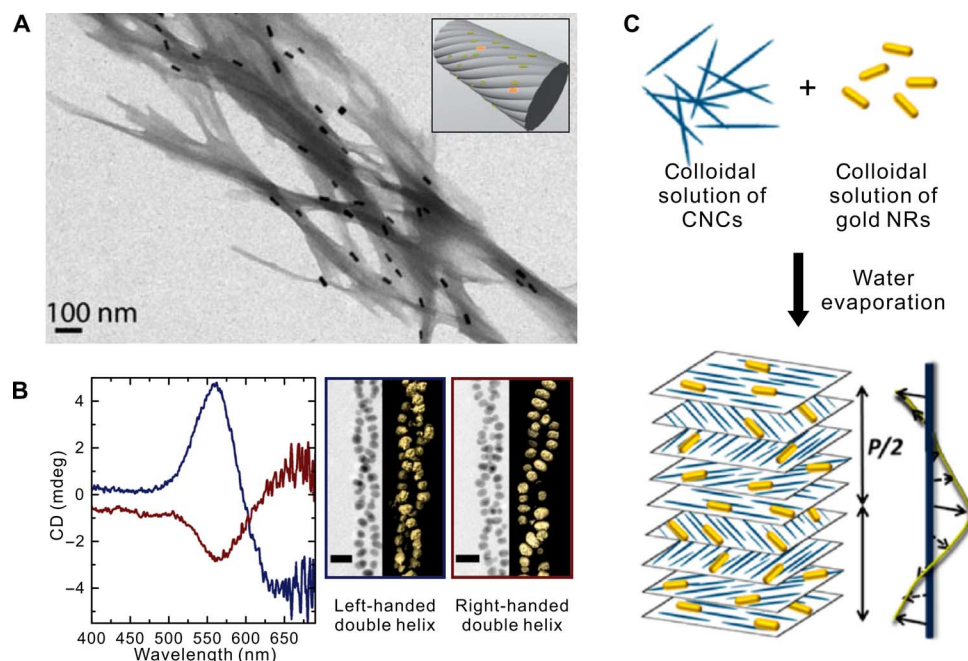 A
100 nm
B
CD (mdeg)
4
2
0
−2
−4
400 450 500 550 600 650
Wavelength (nm)
Left-handed
double helix
Right-handed
double helix
C
+
Colloidal
solution of
CNCs
Colloidal
solution of
gold NRs
Water
evaporation
P/2